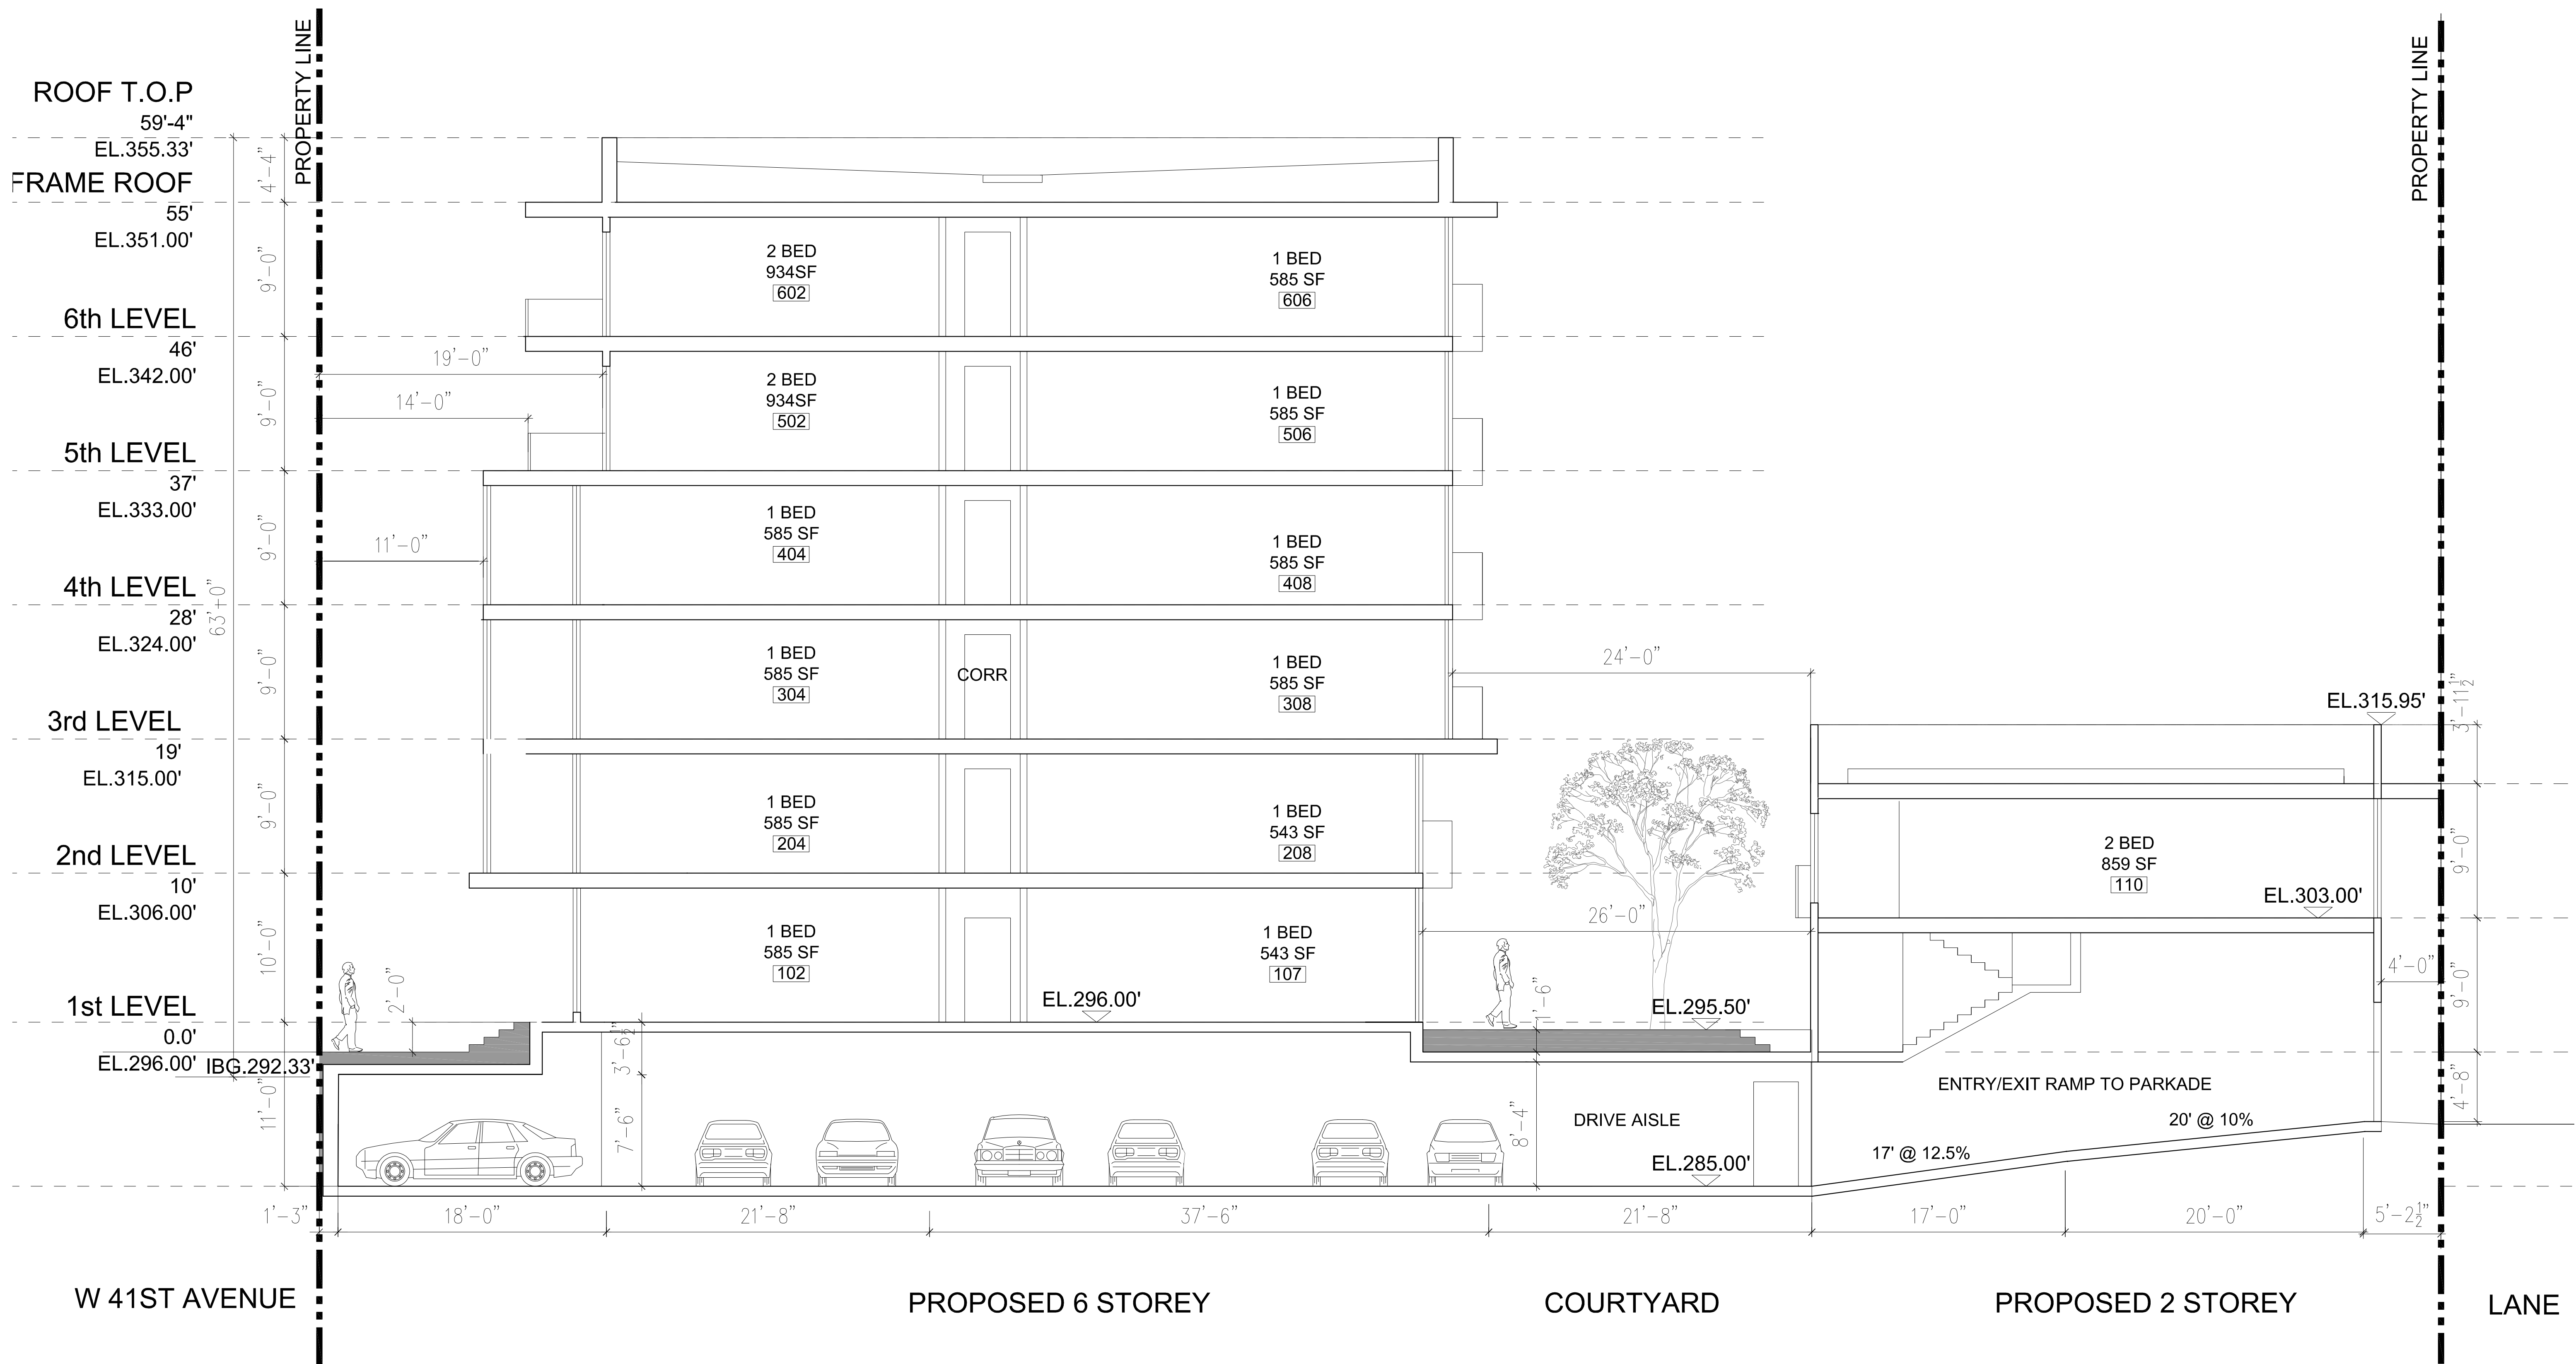 PROPERTY LINE
PROPERTY LINE
ROOF T.O.P
59'-4"
EL.355.33'
4'-4"
FRAME ROOF
55'
EL.351.00'
9'-0"
2 BED
934SF
602
1 BED
585 SF
606
6th LEVEL
46'
EL.342.00'
19'-0"
14'-0"
9'-0"
2 BED
934SF
502
1 BED
585 SF
506
5th LEVEL
37'
EL.333.00'
11'-0"
9'-0"
1 BED
585 SF
404
1 BED
585 SF
408
4th LEVEL
28'
EL.324.00'
63'-0"
9'-0"
1 BED
585 SF
304
CORR
1 BED
585 SF
308
24'-0"
3rd LEVEL
19'
EL.315.00'
9'-0"
1 BED
585 SF
204
1 BED
543 SF
208
EL.315.95'
3'-11½"
2nd LEVEL
10'
EL.306.00'
10'-0"
1 BED
585 SF
102
1 BED
543 SF
107
26'-0"
2 BED
859 SF
110
EL.303.00'
9'-0"
1st LEVEL
0.0'
EL.296.00'
IBG.292.33'
2'-0"
EL.296.00'
1'-6"
EL.295.50'
4'-0"
9'-0"
11'-0"
3'-6½"
7'-6"
8'-4"
DRIVE AISLE
EL.285.00'
ENTRY/EXIT RAMP TO PARKADE
17' @ 12.5%
20' @ 10%
4'-8"
1'-3"
18'-0"
21'-8"
37'-6"
21'-8"
17'-0"
20'-0"
5'-2½"
W 41ST AVENUE
PROPOSED 6 STOREY
COURTYARD
PROPOSED 2 STOREY
LANE